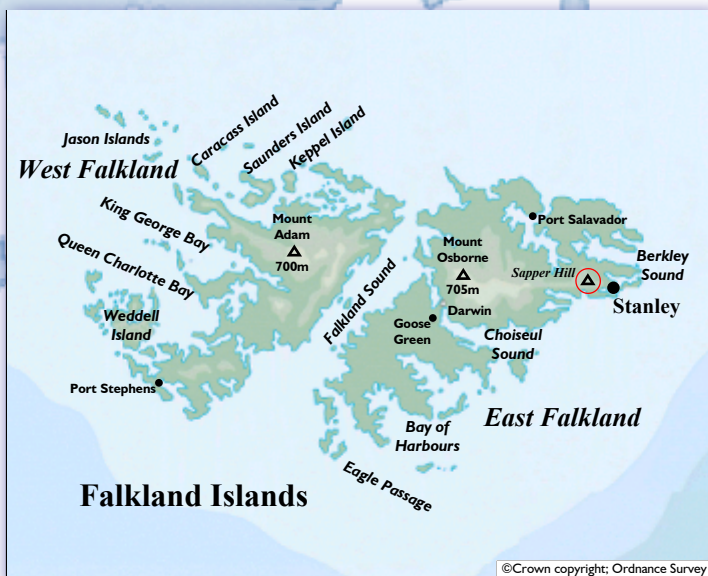 Jason Islands
West Falkland
Caracass Island
Saunders Island
Keppel Island
King George Bay
Queen Charlotte Bay
Weddell
Island
Port Stephens
Mount
Adam
700m
Falkland Sound
Port Salavador
Mount
Osborne
705m
Sapper Hill
Berkley
Sound
Stanley
Darwin
Goose
Green
Choiseul
Sound
East Falkland
Bay of
Harbours
Eagle Passage
Falkland Islands
©Crown copyright; Ordnance Survey